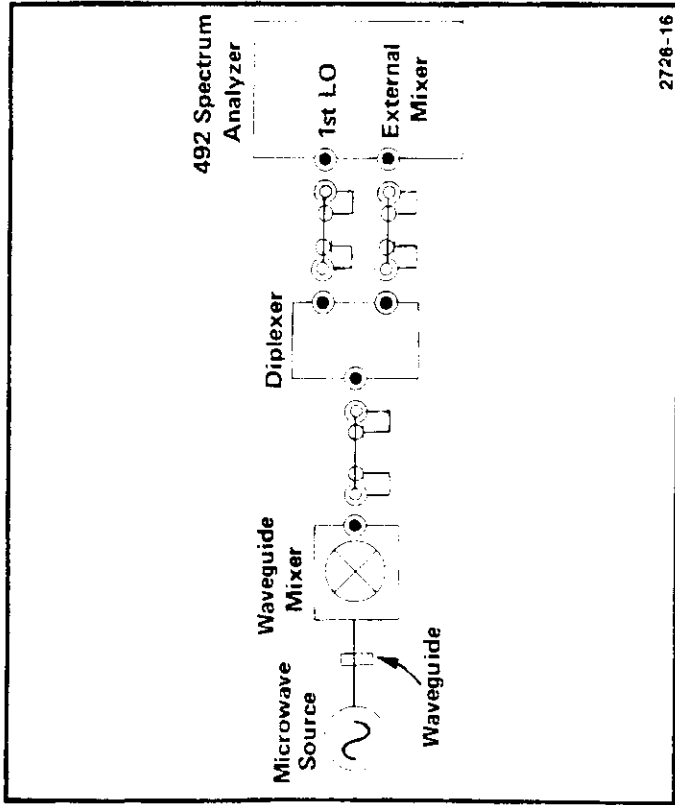 492 Spectrum
Analyzer
1st LO
External
Mixer
Diplexer
Waveguide
Mixer
Microwave
Source
Waveguide
2726-16